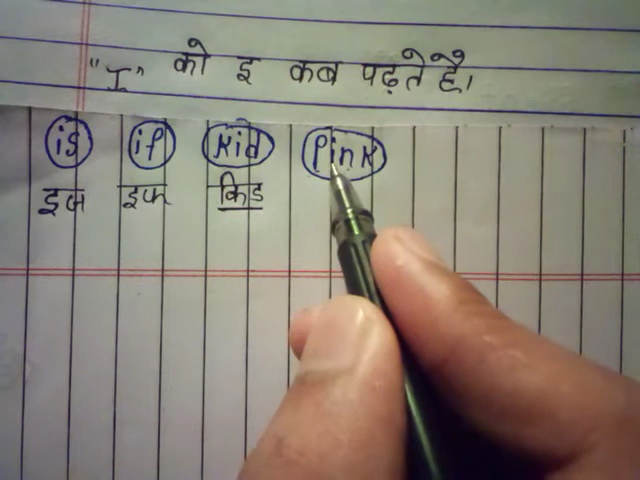 "I" को इ कब पढ़ते है।
is if Kid Pink
इज इफ किड